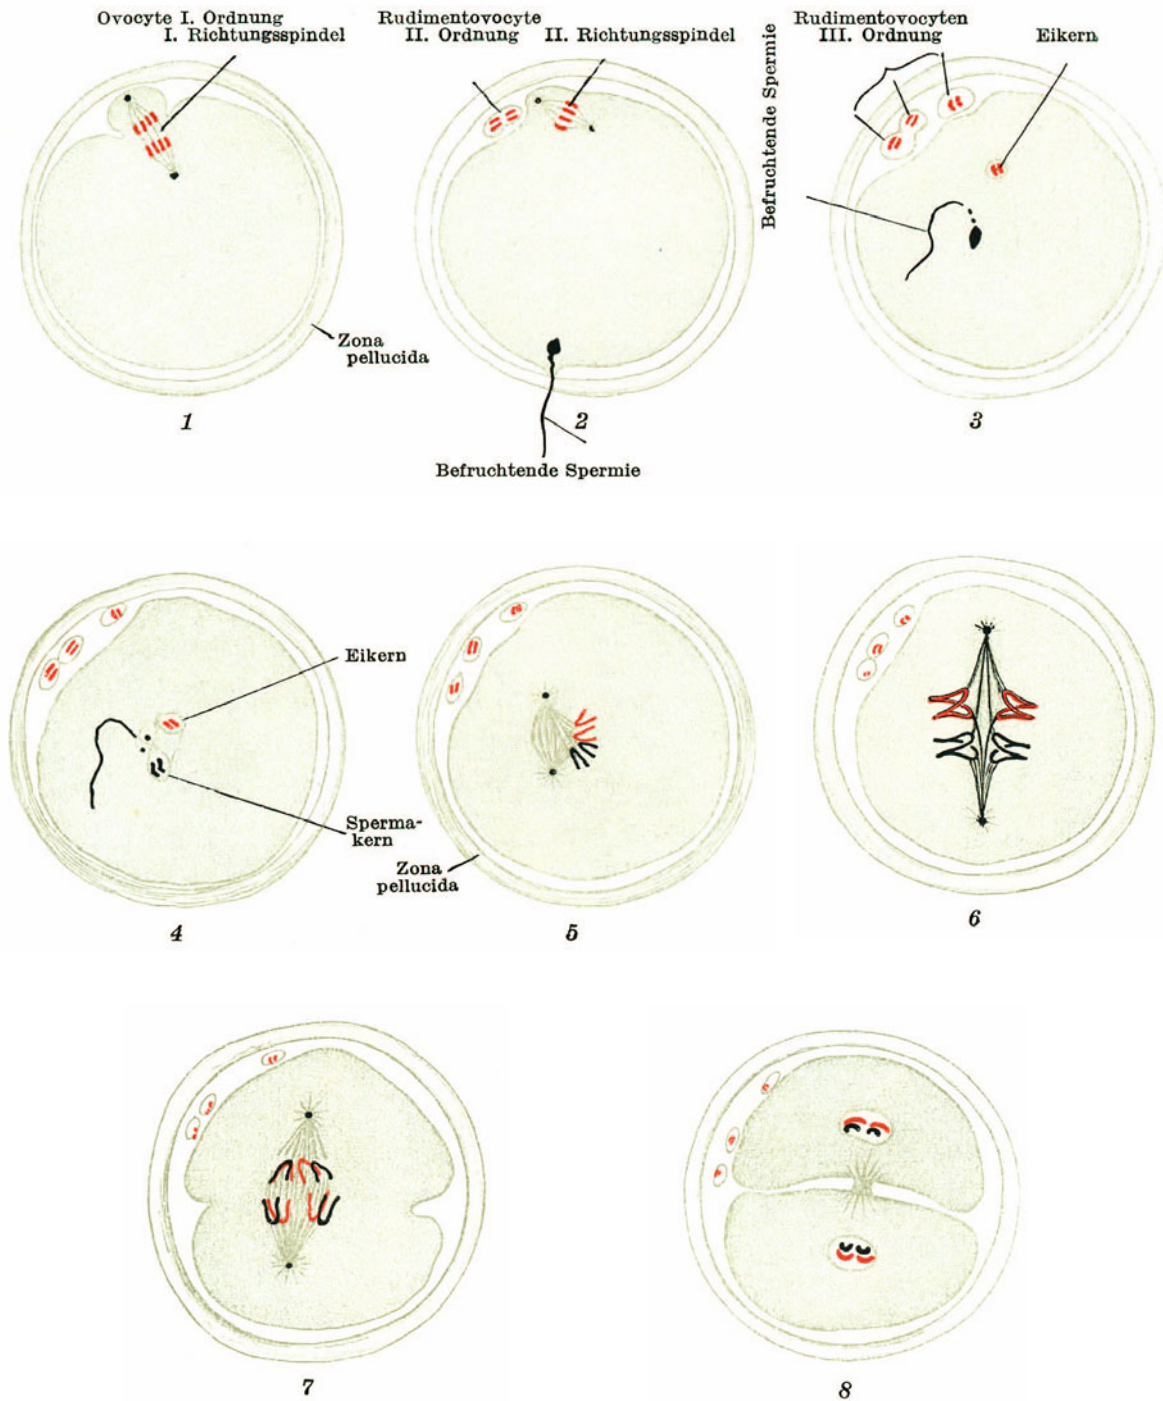 Ovocyte I. Ordnung
I. Richtungsspindel
Rudimentovocyte
II. Ordnung
II. Richtungsspindel
Befruchtende Spermie
Rudimentovocyten
III. Ordnung
Eikern
Zona
pellucida
1
2
3
Befruchtende Spermie
Eikern
Sperma-
kern
Zona
pellucida
4
5
6
7
8